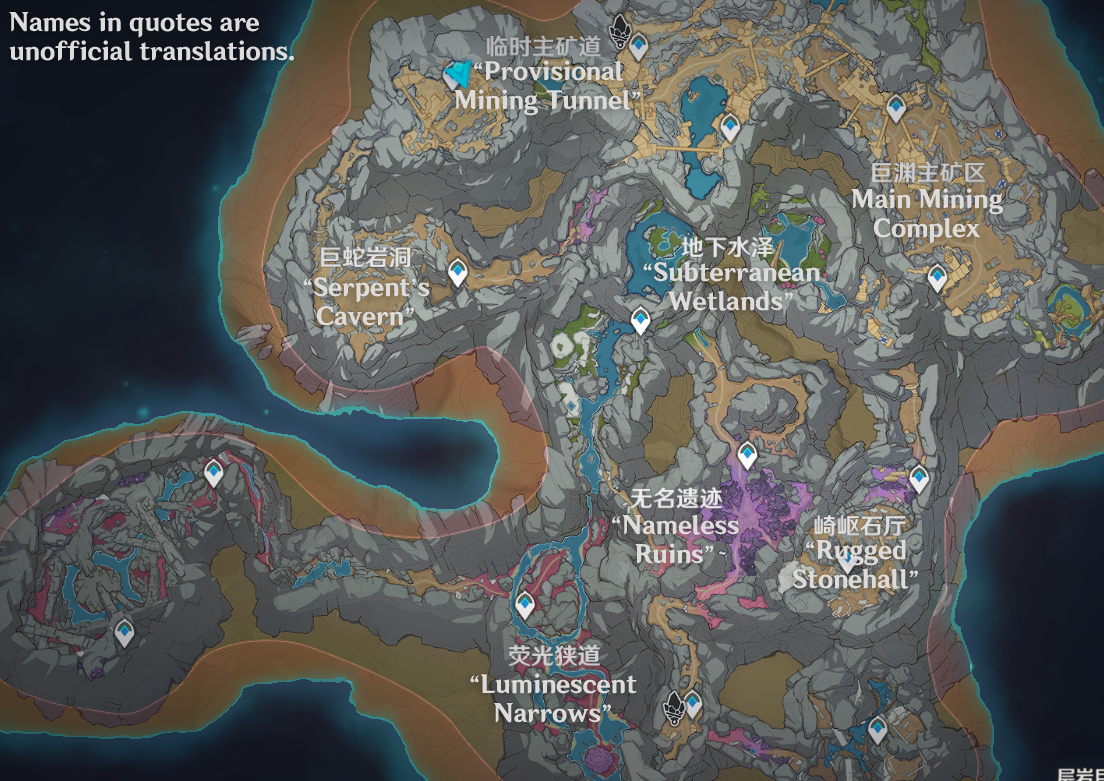 Names in quotes are
unofficial translations.
临时主矿道
“Provisional
Mining Tunnel”
巨渊主矿区
Main Mining
Complex
巨蛇岩洞
“Serpent’s
Cavern”
地下水泽
“Subterranean
Wetlands”
无名遗迹
“Nameless
Ruins”
崎岖石厅
“Rugged
Stonehall”
荧光狭道
“Luminescent
Narrows”